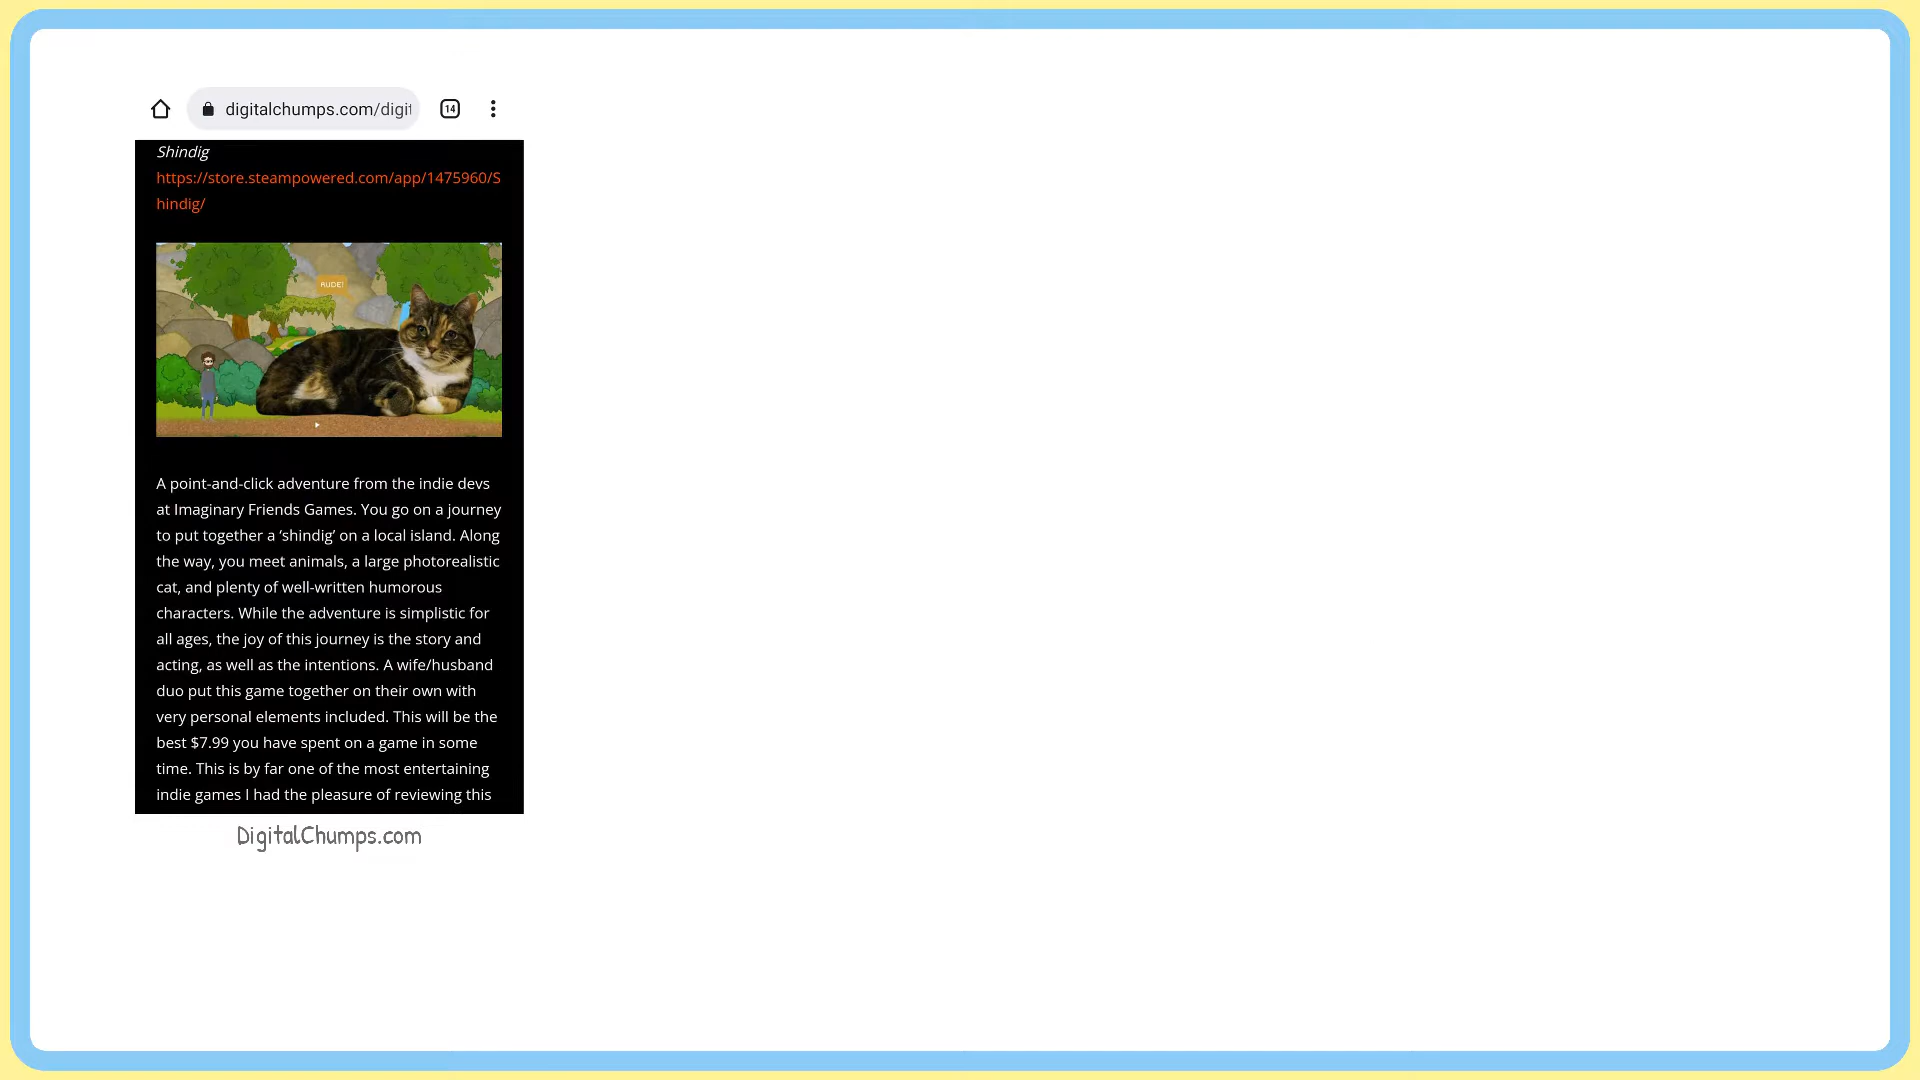 digitalchumps.com/digit
14
Shindig
https://store.steampowered.com/app/1475960/S
hindig/
RUDE!
A point-and-click adventure from the indie devs
at Imaginary Friends Games. You go on a journey
to put together a ‘shindig’ on a local island. Along
the way, you meet animals, a large photorealistic
cat, and plenty of well-written humorous
characters. While the adventure is simplistic for
all ages, the joy of this journey is the story and
acting, as well as the intentions. A wife/husband
duo put this game together on their own with
very personal elements included. This will be the
best $7.99 you have spent on a game in some
time. This is by far one of the most entertaining
indie games I had the pleasure of reviewing this
DigitalChumps.com